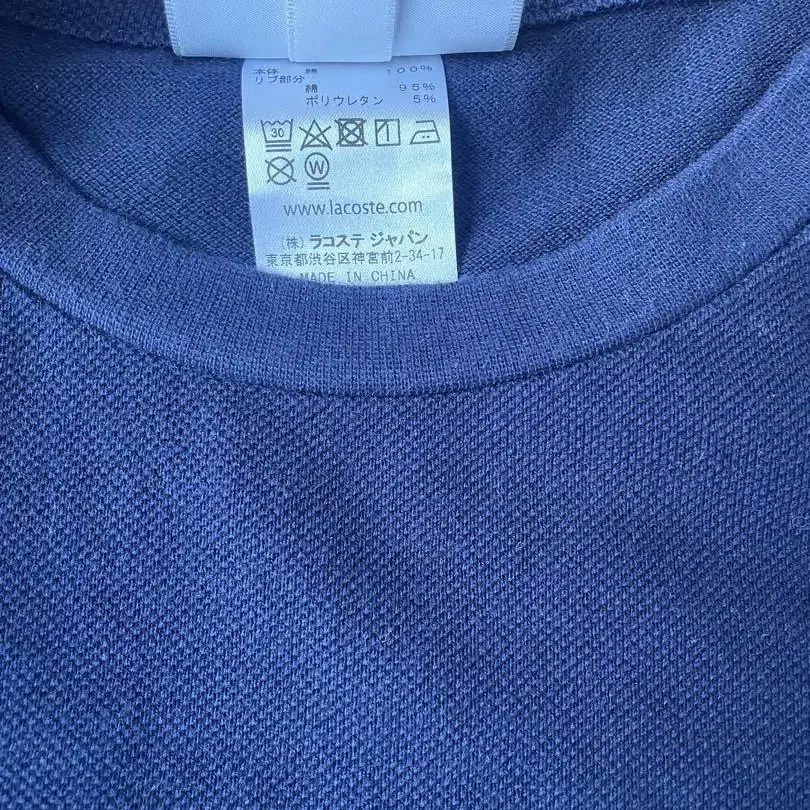 本体 綿 100%
リブ部分
綿 95%
ポリウレタン 5%
30
W
www.lacoste.com
(株) ラコステ ジャパン
東京都渋谷区神宮前2-34-17
MADE IN CHINA